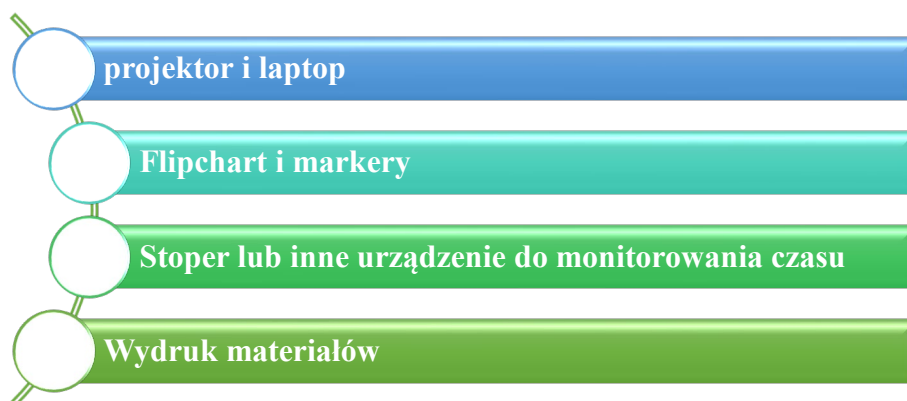 projektor i laptop
Flipchart i markery
Stoper lub inne urządzenie do monitorowania czasu
Wydruk materiałów